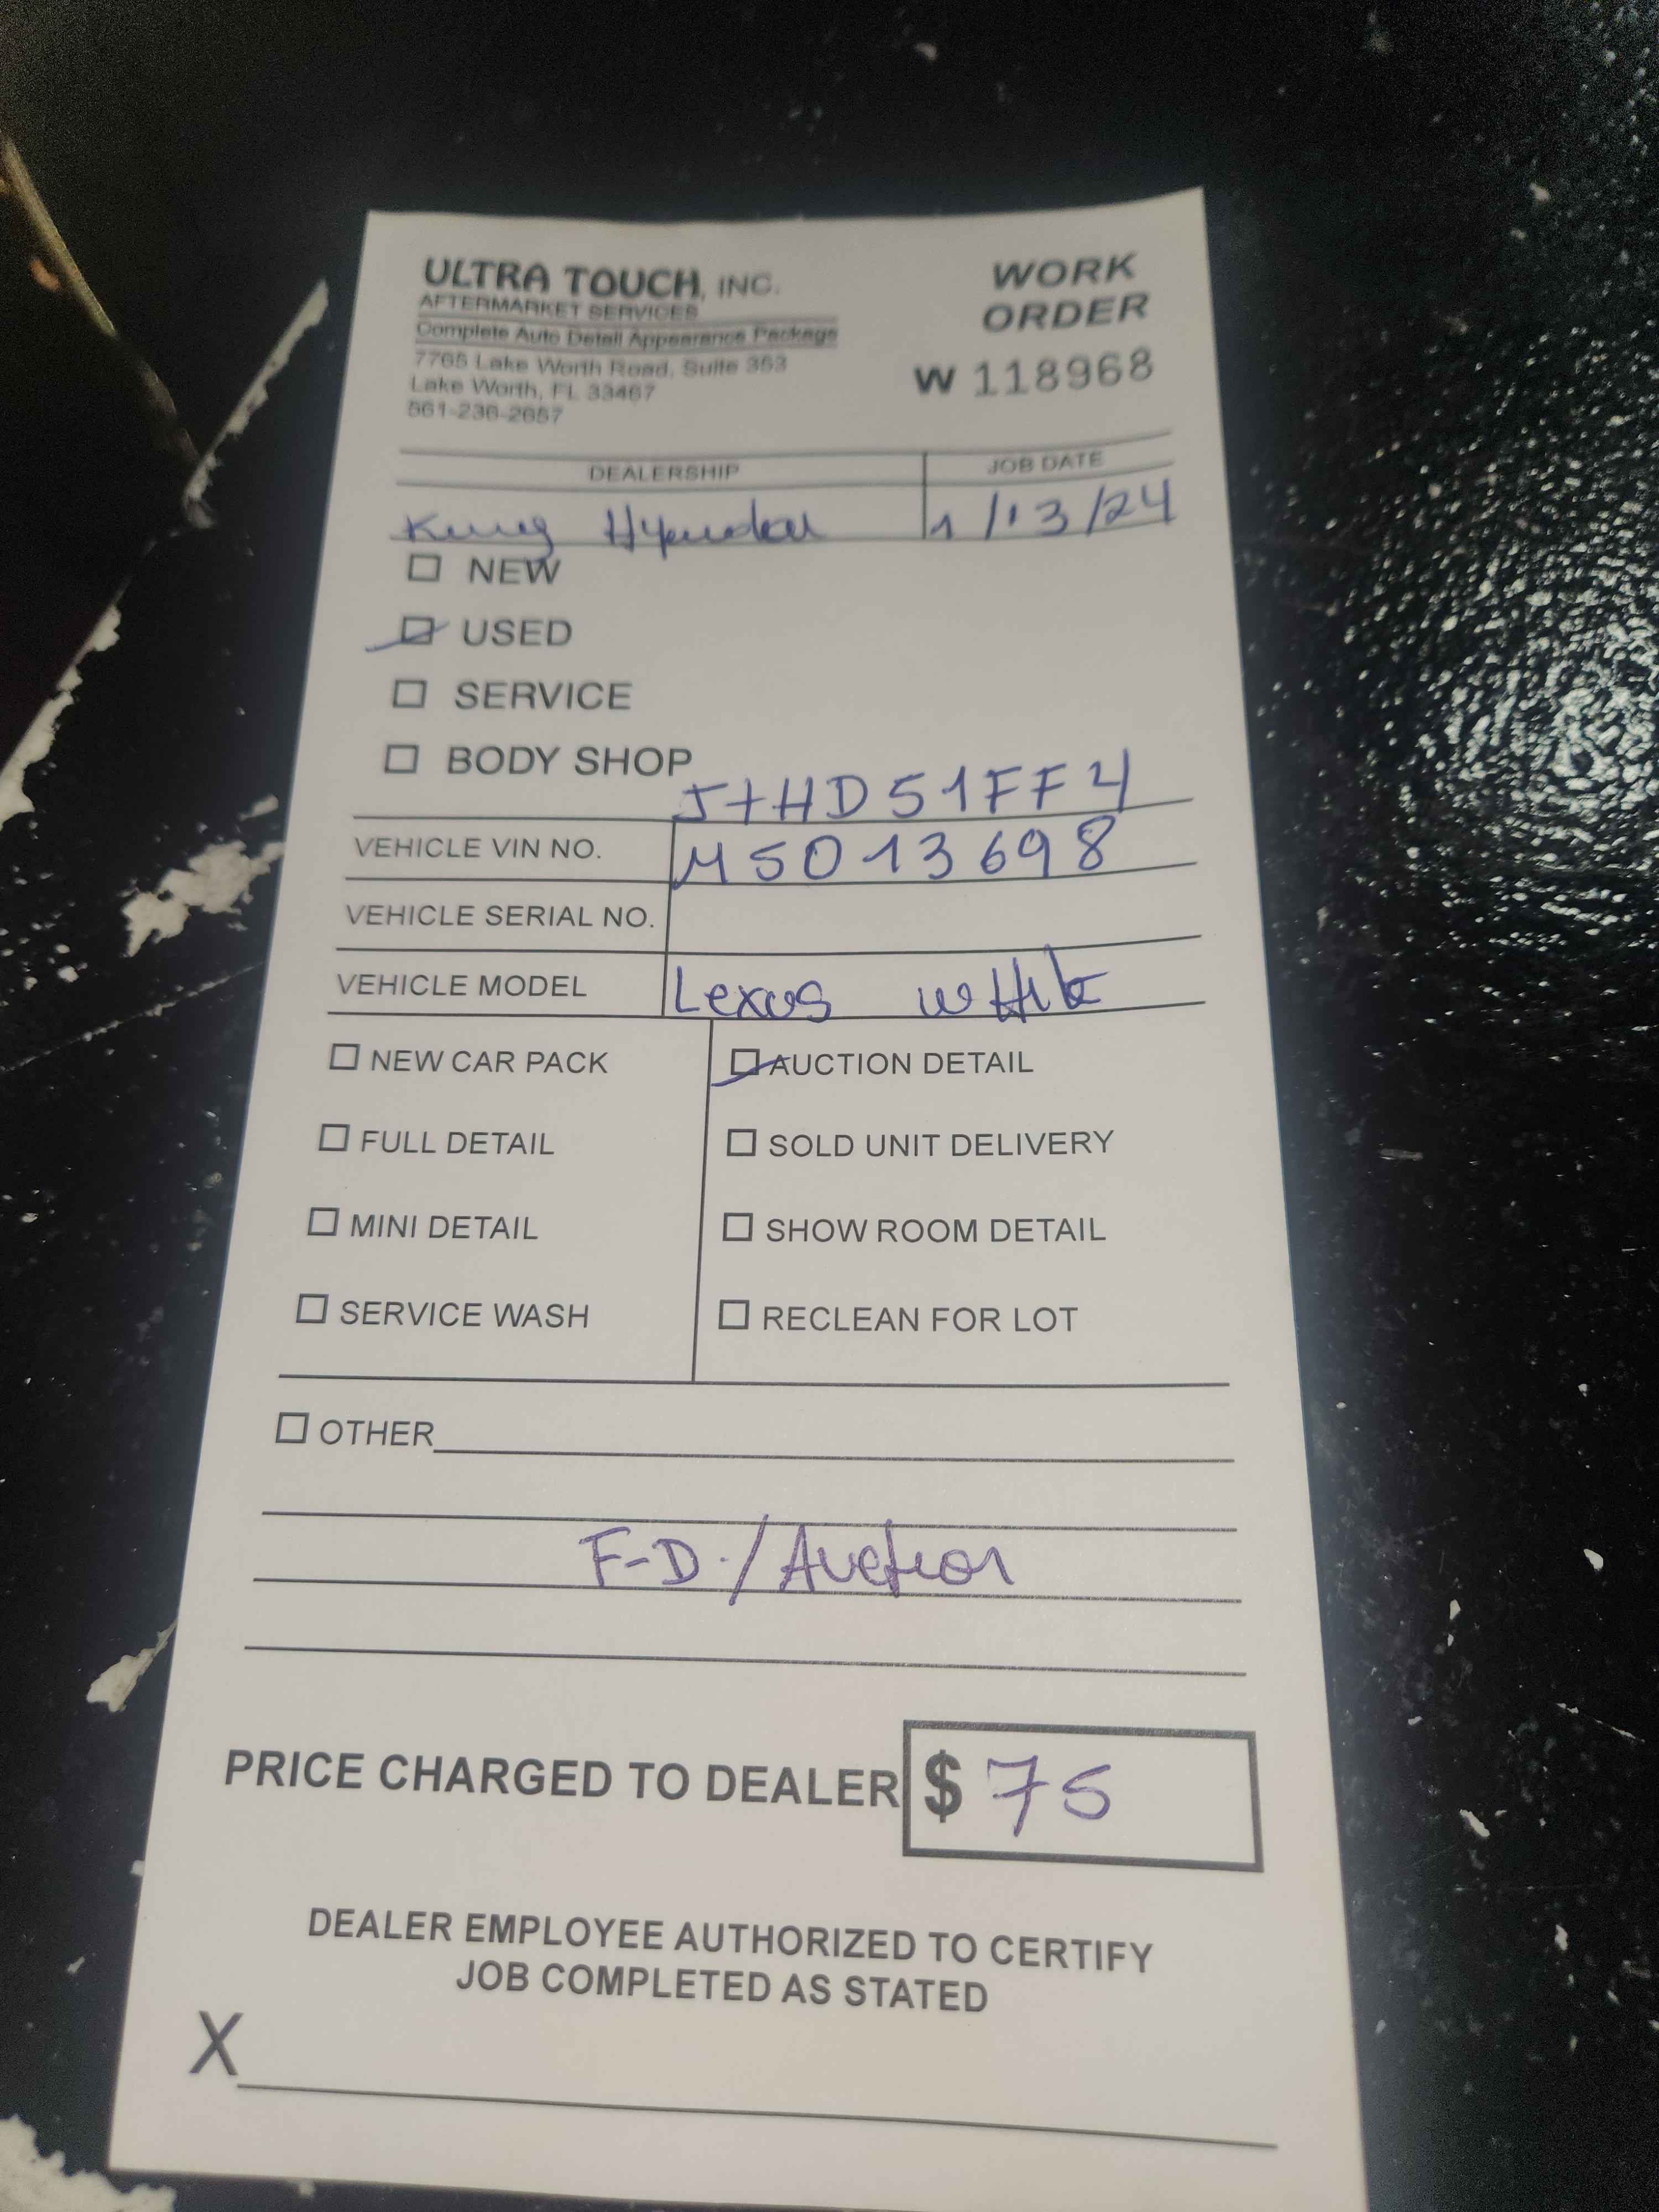 ULTRA TOUCH, INC.
AFTERMARKET SERVICES
Complete Auto Detail Appearance Package
7765 Lake Worth Road, Suite 353
Lake Worth, FL 33467
561-236-2657
WORK
ORDER
W 118968
DEALERSHIP JOB DATE
King Hyundai 1/13/24
NEW
USED
SERVICE
BODY SHOP
JTHD51FF4
VEHICLE VIN NO. M5013698
VEHICLE SERIAL NO.
VEHICLE MODEL Lexus wHite
NEW CAR PACK AUCTION DETAIL
FULL DETAIL SOLD UNIT DELIVERY
MINI DETAIL SHOW ROOM DETAIL
SERVICE WASH RECLEAN FOR LOT
OTHER
F-D./Auction
PRICE CHARGED TO DEALER $ 75
DEALER EMPLOYEE AUTHORIZED TO CERTIFY
JOB COMPLETED AS STATED
X